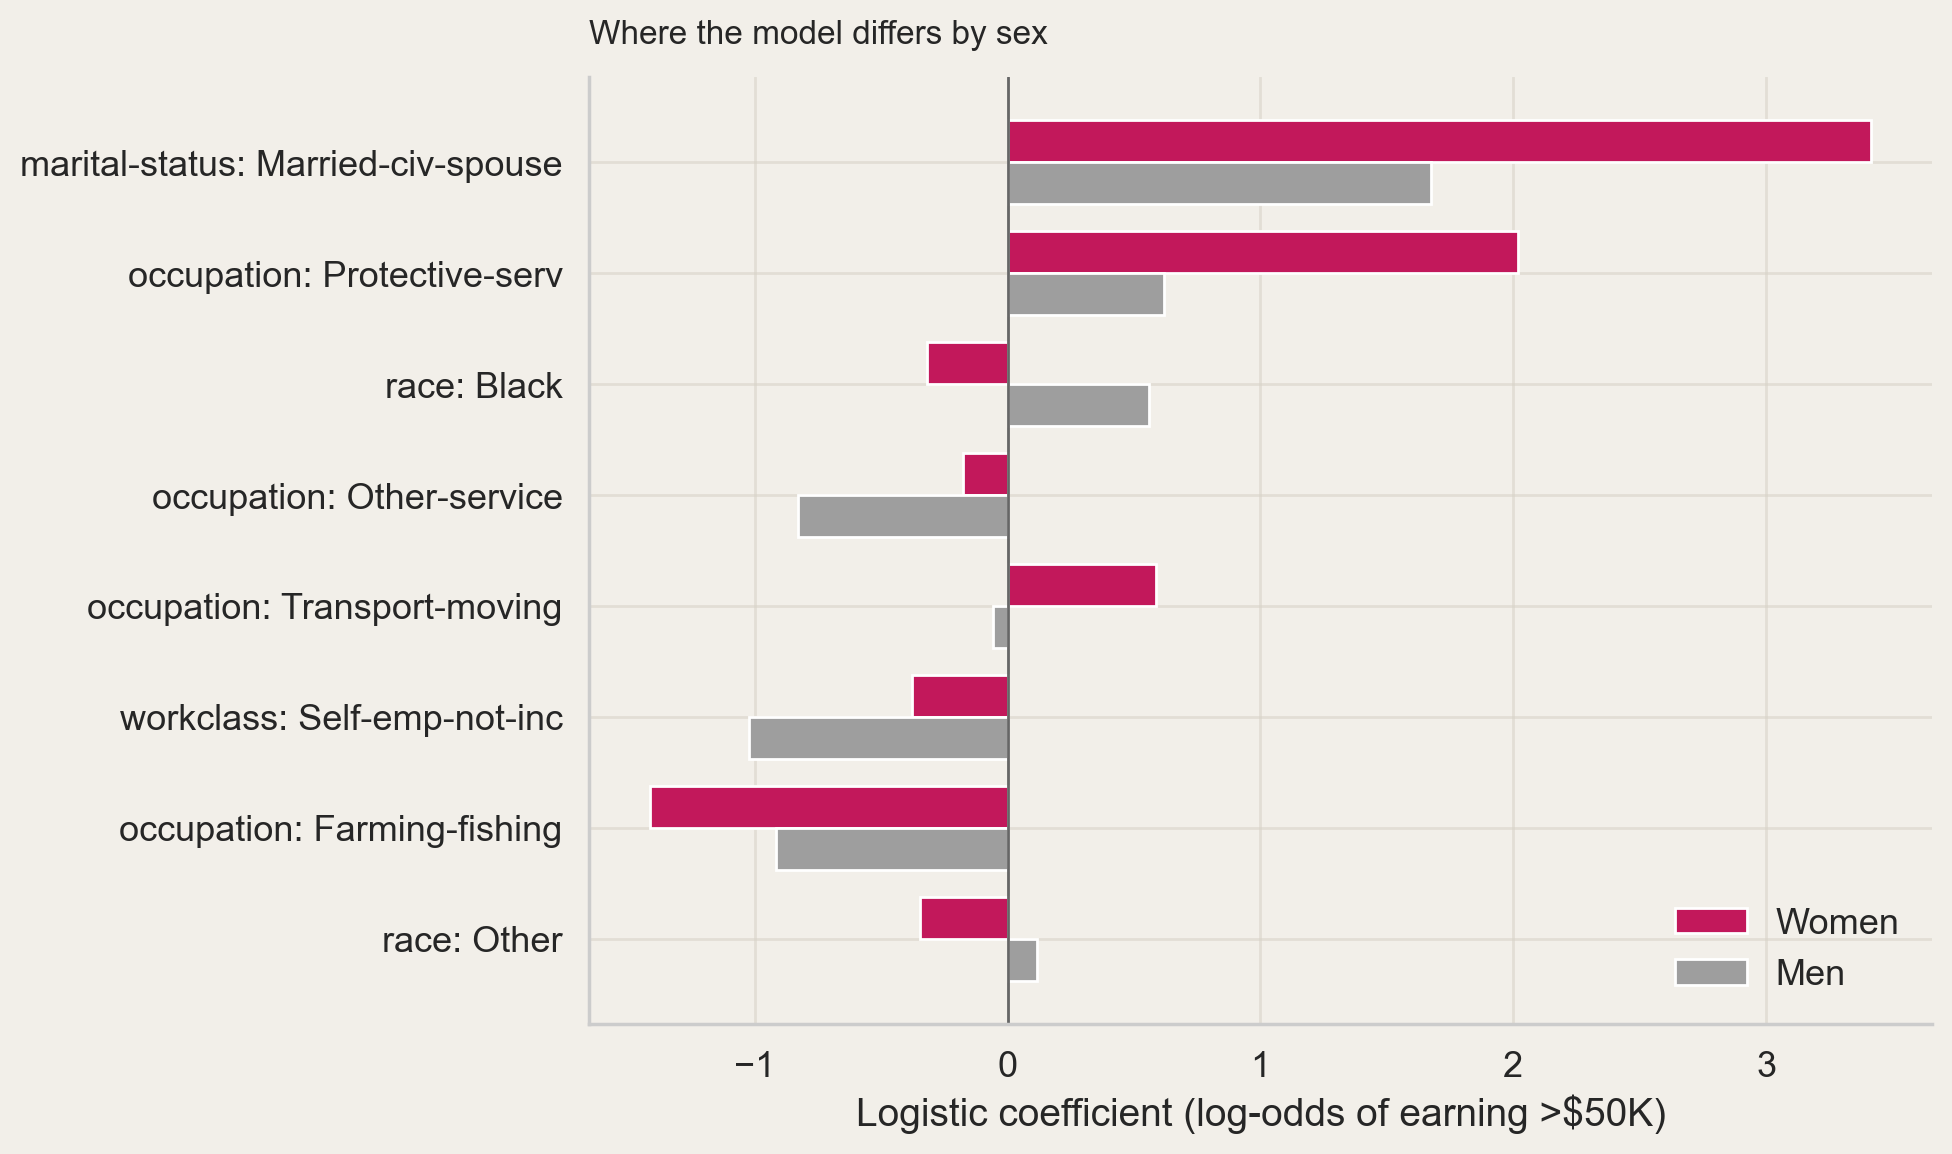 Where the model differs by sex
marital-status: Married-civ-spouse
occupation: Protective-serv
race: Black
occupation: Other-service
occupation: Transport-moving
workclass: Self-emp-not-inc
occupation: Farming-fishing
race: Other
Women
Men
−1 0 1 2 3
Logistic coefficient (log-odds of earning >$50K)